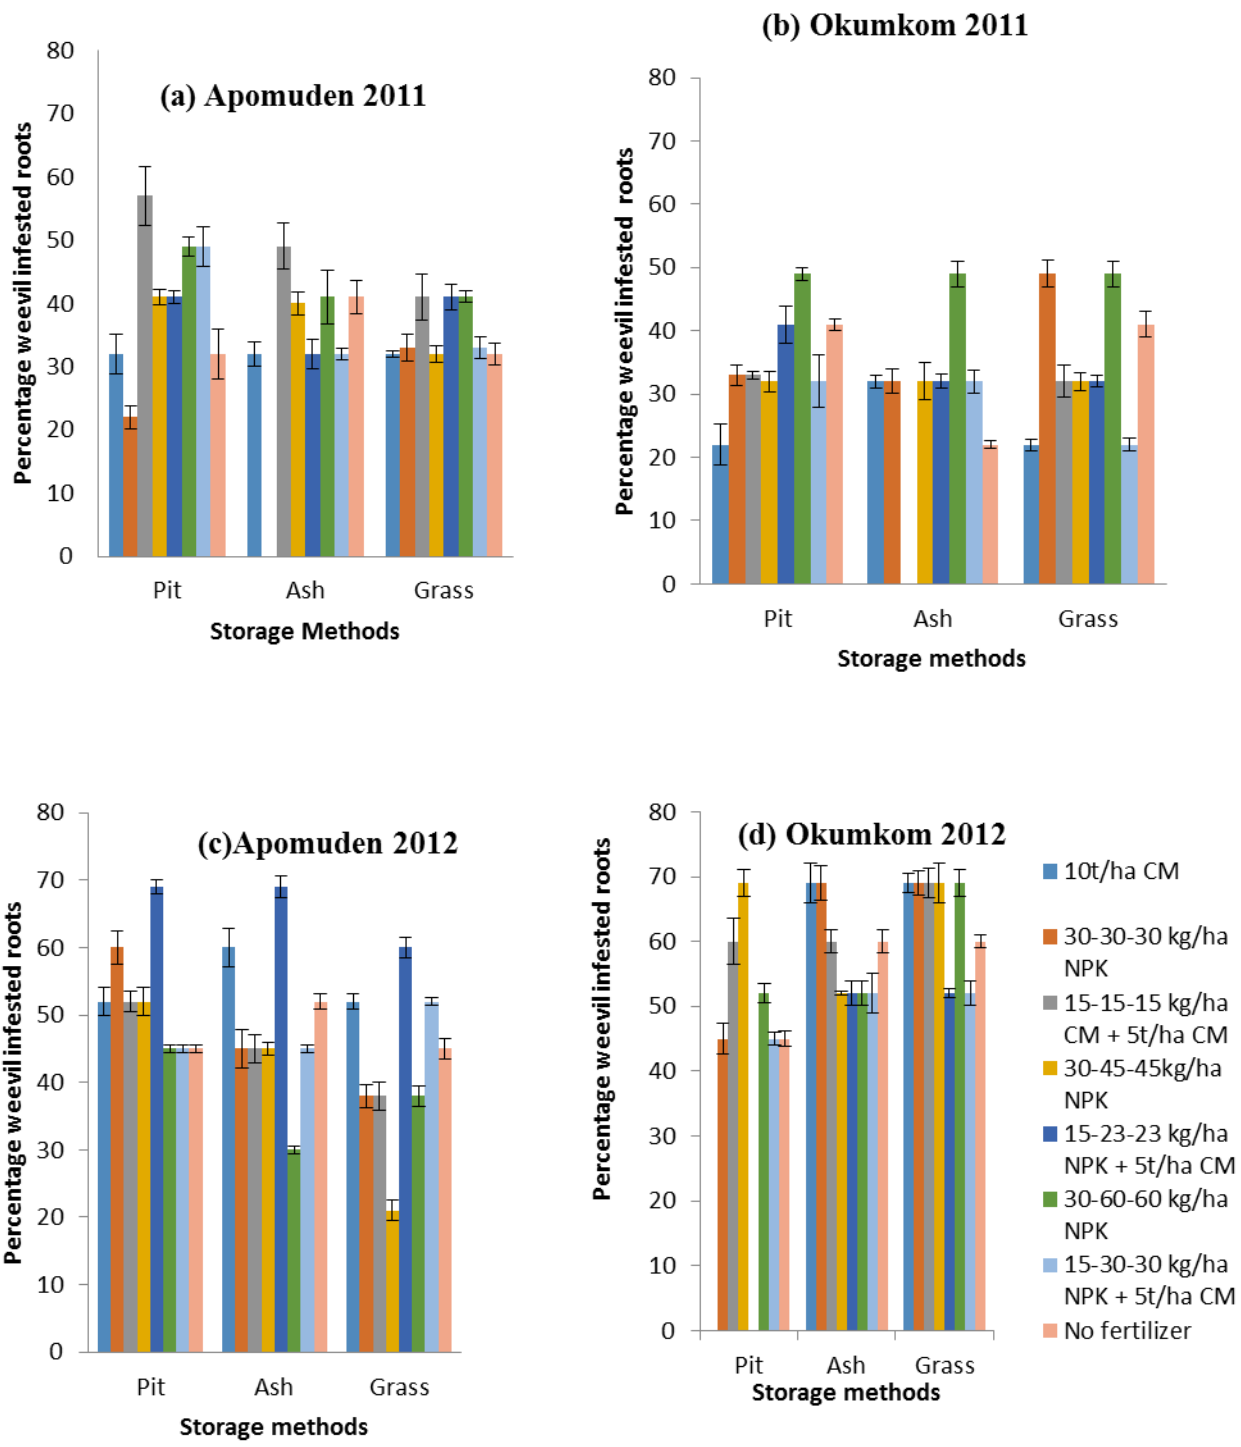 (a) Apomuden 2011
Percentage weevil infested roots
80
70
60
50
40
30
20
10
0
Pit Ash Grass
Storage Methods
(b) Okumkom 2011
Percentage weevil infested roots
80
70
60
50
40
30
20
10
0
Pit Ash Grass
Storage methods
(c)Apomuden 2012
Percentage weevil infested roots
80
70
60
50
40
30
20
10
0
Pit Ash Grass
Storage methods
(d) Okumkom 2012
Percentage weevil infested roots
80
70
60
50
40
30
20
10
0
Pit Ash Grass
Storage methods
10t/ha CM
30-30-30 kg/ha
NPK
15-15-15 kg/ha
CM + 5t/ha CM
30-45-45kg/ha
NPK
15-23-23 kg/ha
NPK + 5t/ha CM
30-60-60 kg/ha
NPK
15-30-30 kg/ha
NPK + 5t/ha CM
No fertilizer